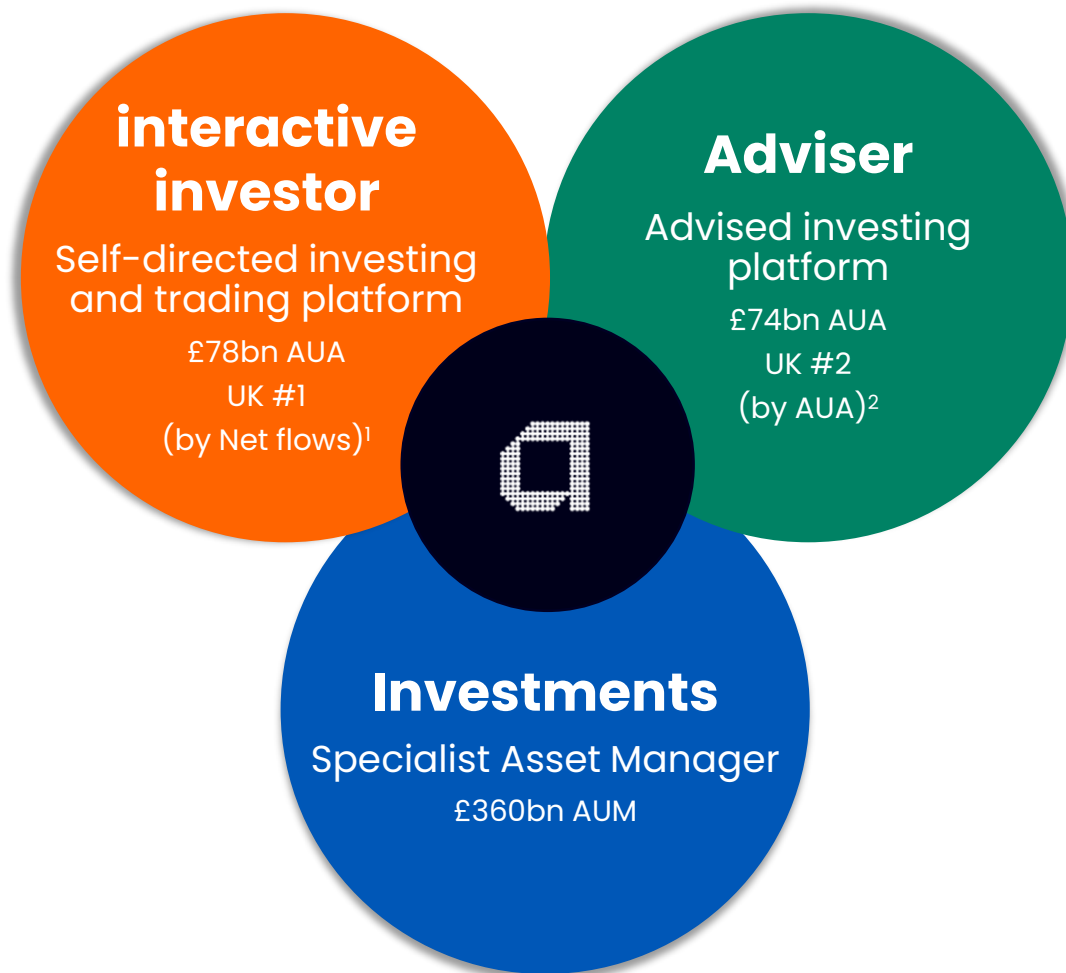 interactive
investor
Self-directed investing
and trading platform
£78bn AUA
UK #1
(by Net flows)¹
Adviser
Advised investing
platform
£74bn AUA
UK #2
(by AUA)²
a
Investments
Specialist Asset Manager
£360bn AUM